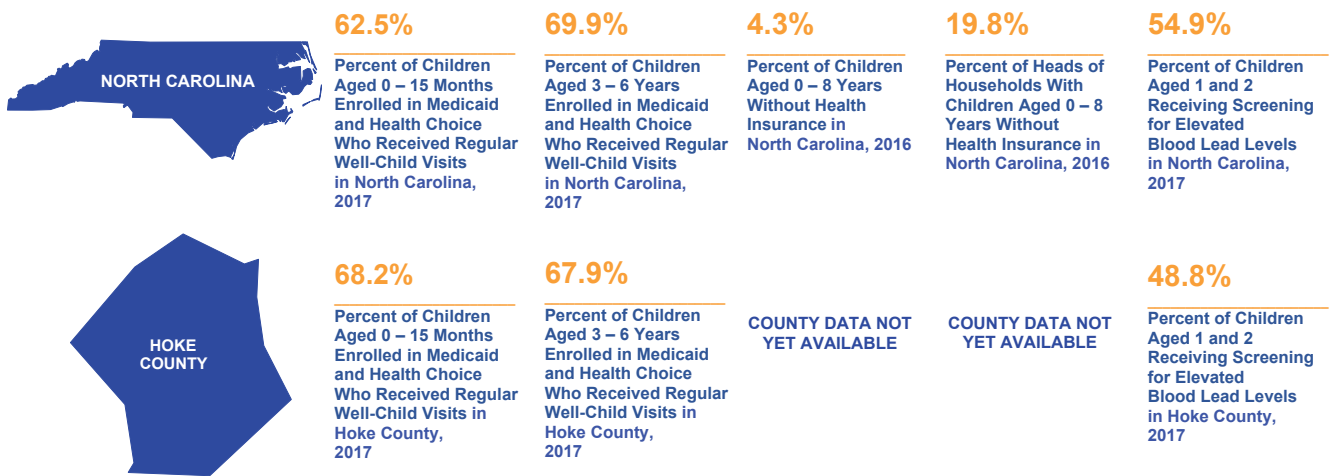 NORTH CAROLINA
62.5%
Percent of Children
Aged 0 – 15 Months
Enrolled in Medicaid
and Health Choice
Who Received Regular
Well-Child Visits
in North Carolina,
2017
69.9%
Percent of Children
Aged 3 – 6 Years
Enrolled in Medicaid
and Health Choice
Who Received Regular
Well-Child Visits
in North Carolina,
2017
4.3%
Percent of Children
Aged 0 – 8 Years
Without Health
Insurance in
North Carolina, 2016
19.8%
Percent of Heads of
Households With
Children Aged 0 – 8
Years Without
Health Insurance in
North Carolina, 2016
54.9%
Percent of Children
Aged 1 and 2
Receiving Screening
for Elevated
Blood Lead Levels
in North Carolina,
2017
HOKE
COUNTY
68.2%
Percent of Children
Aged 0 – 15 Months
Enrolled in Medicaid
and Health Choice
Who Received Regular
Well-Child Visits in
Hoke County,
2017
67.9%
Percent of Children
Aged 3 – 6 Years
Enrolled in Medicaid
and Health Choice
Who Received Regular
Well-Child Visits in
Hoke County,
2017
COUNTY DATA NOT
YET AVAILABLE
COUNTY DATA NOT
YET AVAILABLE
48.8%
Percent of Children
Aged 1 and 2
Receiving Screening
for Elevated
Blood Lead Levels
in Hoke County,
2017